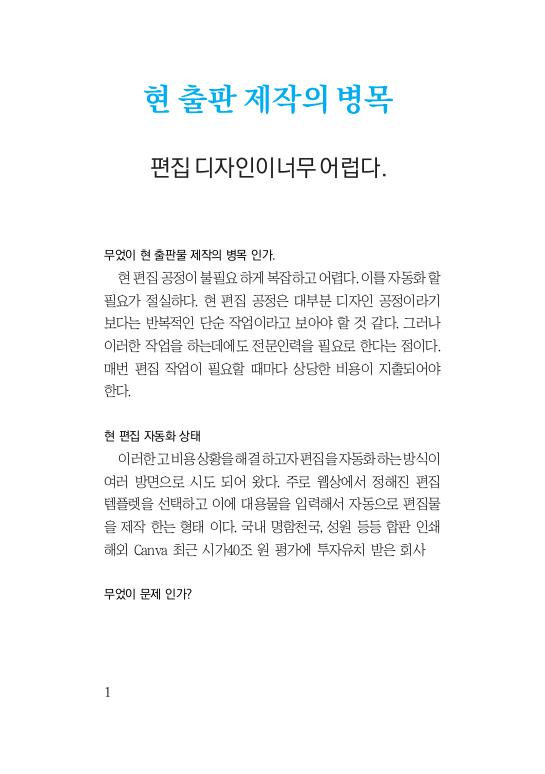 현 출판 제작의 병목
편집 디자인이너무 어럽다.
무엇이 현 출판물 제작의 병목 인가.
현 편집 공정이 불필요 하게 복잡하고 어렵다. 이를 자동화 할
필요가 절실하다. 현 편집 공정은 대부분 디자인 공정이라기
보다는 반복적인 단순 작업이라고 보아야 할 것 같다. 그러나
이러한 작업을 하는데에도 전문인력을 필요로 한다는 점이다.
매번 편집 작업이 필요할 때마다 상당한 비용이 지출되어야
한다.
현 편집 자동화 상태
이러한 고 비용 상황을 해결 하고자 편집을 자동화 하는 방식이
여러 방면으로 시도 되어 왔다. 주로 웹상에서 정해진 편집
템플렛을 선택하고 이에 대용물을 입력해서 자동으로 편집물
을 제작 한는 형태 이다. 국내 명함천국, 성원 등등 합판 인쇄
해외 Canva 최근 시가40조 원 평가에 투자유치 받은 회사
무엇이 문제 인가?
1